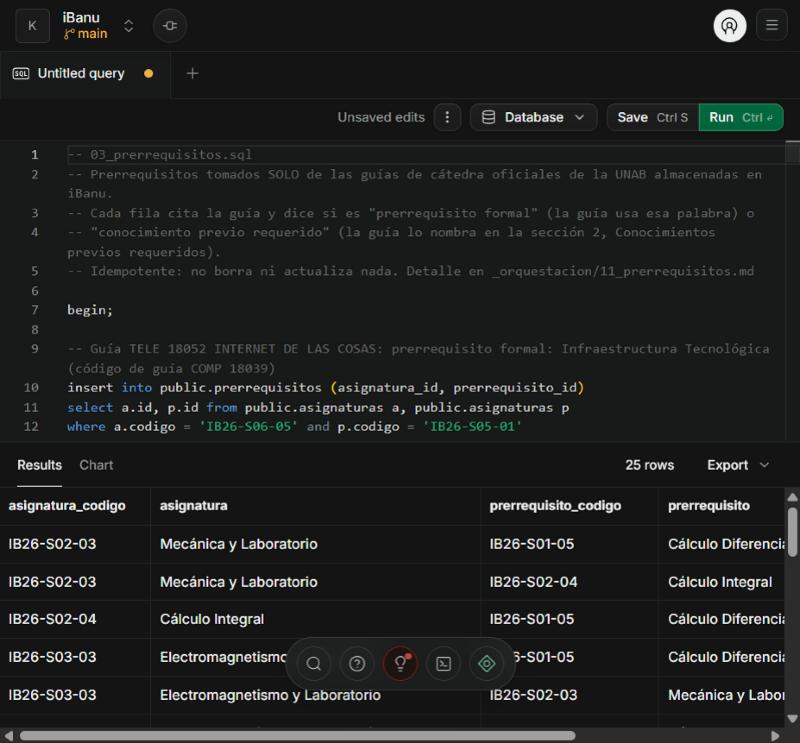 K
iBanu
main
SQL Untitled query
Unsaved edits
Database
Save Ctrl S
Run Ctrl ↵
1 -- 03_prerrequisitos.sql
2 -- Prerrequisitos tomados SOLO de las guías de cátedra oficiales de la UNAB almacenadas en
iBanu.
3 -- Cada fila cita la guía y dice si es "prerrequisito formal" (la guía usa esa palabra) o
4 -- "conocimiento previo requerido" (la guía lo nombra en la sección 2, Conocimientos
previos requeridos).
5 -- Idempotente: no borra ni actualiza nada. Detalle en _orquestacion/11_prerrequisitos.md
6
7 begin;
8
9 -- Guía TELE 18052 INTERNET DE LAS COSAS: prerrequisito formal: Infraestructura Tecnológica
(código de guía COMP 18039)
10 insert into public.prerrequisitos (asignatura_id, prerrequisito_id)
11 select a.id, p.id from public.asignaturas a, public.asignaturas p
12 where a.codigo = 'IB26-S06-05' and p.codigo = 'IB26-S05-01'
Results Chart 25 rows Export
asignatura_codigo asignatura prerrequisito_codigo prerrequisito
IB26-S02-03 Mecánica y Laboratorio IB26-S01-05 Cálculo Diferencia
IB26-S02-03 Mecánica y Laboratorio IB26-S02-04 Cálculo Integral
IB26-S02-04 Cálculo Integral IB26-S01-05 Cálculo Diferencia
IB26-S03-03 Electromagnetismo S-S01-05 Cálculo Diferencia
IB26-S03-03 Electromagnetismo y Laboratorio IB26-S02-03 Mecánica y Labor